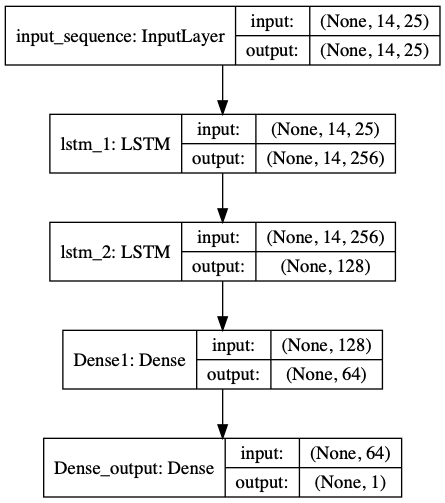 input_sequence: InputLayer
input: (None, 14, 25)
output: (None, 14, 25)
lstm_1: LSTM
input: (None, 14, 25)
output: (None, 14, 256)
lstm_2: LSTM
input: (None, 14, 256)
output: (None, 128)
Dense1: Dense
input: (None, 128)
output: (None, 64)
Dense_output: Dense
input: (None, 64)
output: (None, 1)